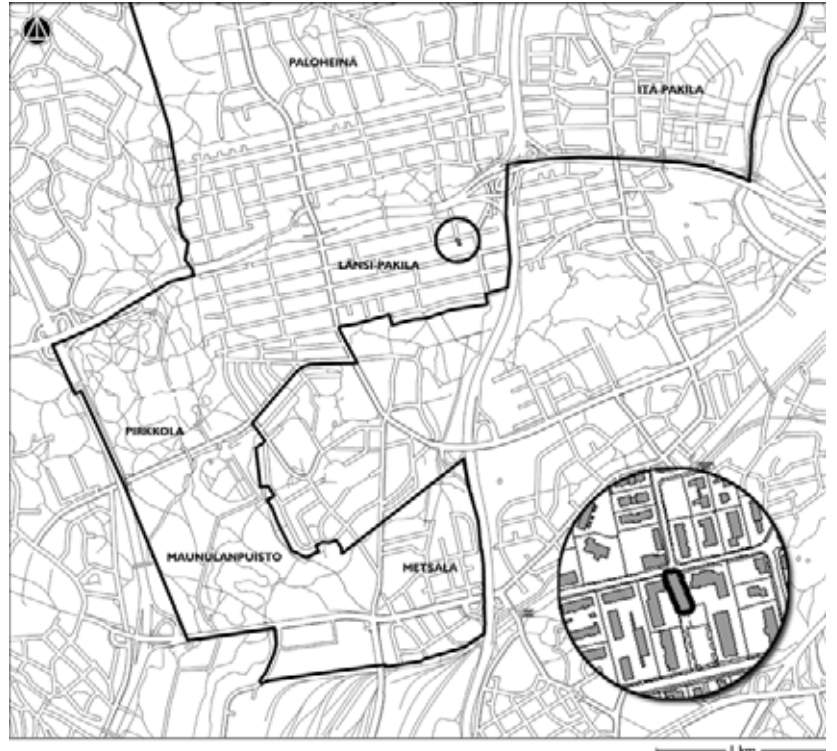 PALOHEINÄ
ITÄ-PAKILA
LÄNSI-PAKILA
PIRKKOLA
MAUNULANPUISTO
METSÄLÄ
1 km